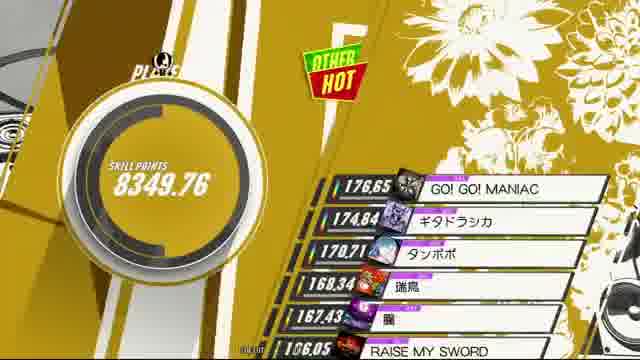 OTHER
HOT
SKILL POINTS
8349.76
176,65 GO! GO! MANIAC
174,84 ギタドラシカ
170,71 タンポポ
168,34 瑞鳥
167,43 朧
166,05 RAISE MY SWORD